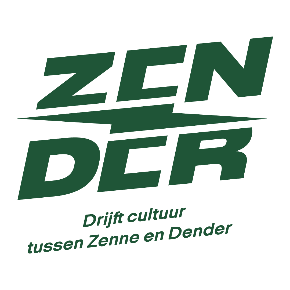 ZEN
DER
Drijft cultuur
tussen Zenne en Dender